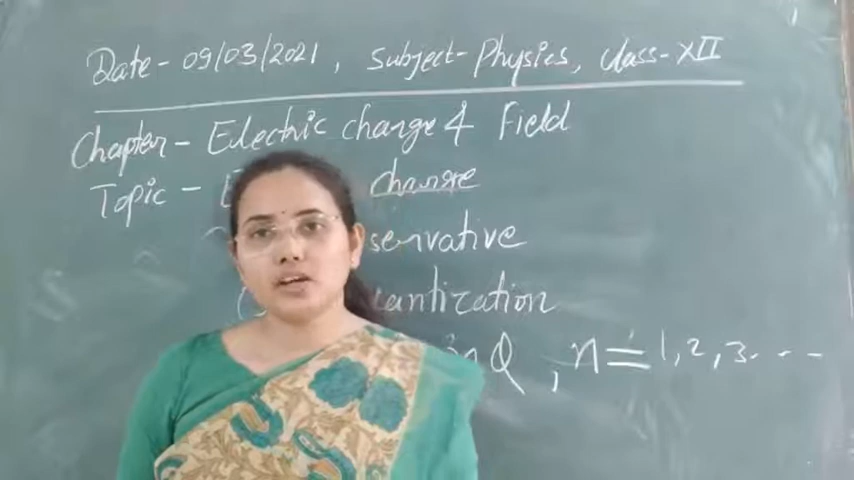 Date - 09/03/2021, Subject - Physics, Class - XII
Chapter - Electric charge & Field
Topic - E charge
servative
antization
nQ, n = 1, 2, 3. - - -